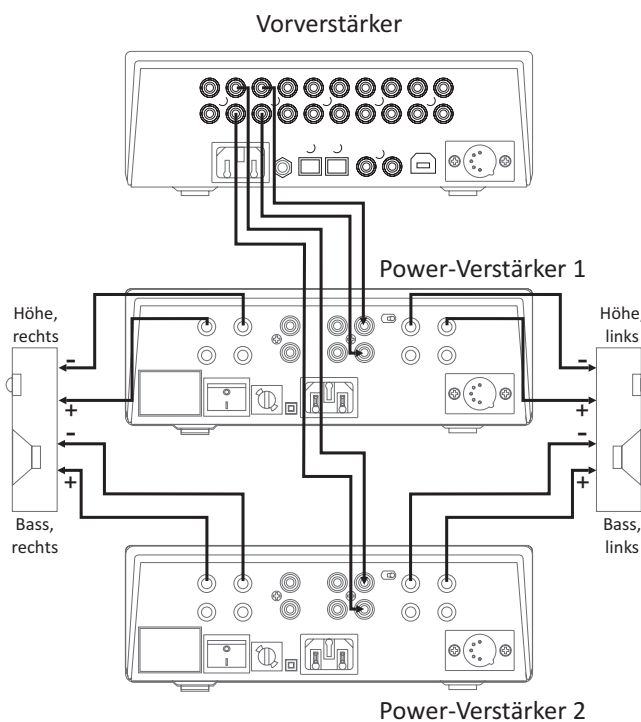 Vorverstärker
Power-Verstärker 1
Höhe,
rechts
-
+
-
+
Bass,
rechts
Höhe,
links
-
+
-
+
Bass,
links
Power-Verstärker 2